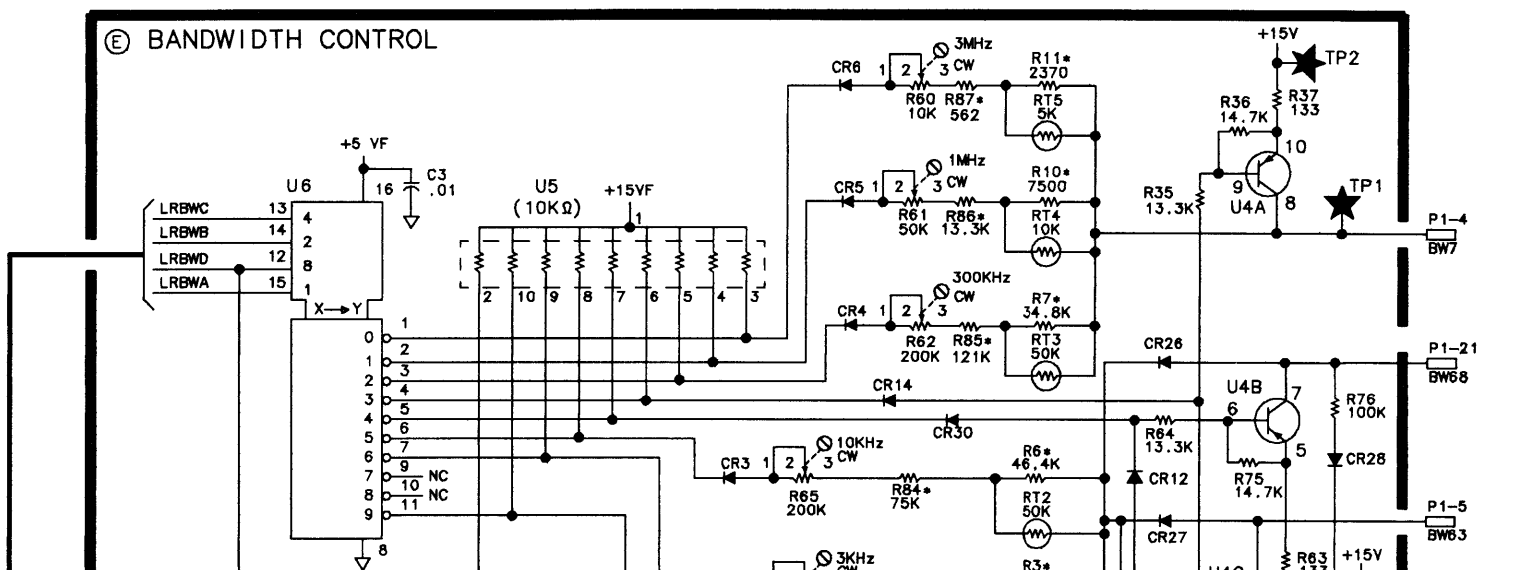 E BANDWIDTH CONTROL
+5 VF
16
C3
.01
U6
LRBWC 13 4
LRBWB 14 2
LRBWD 12 8
LRBWA 15 1
X→Y
U5
(10KΩ)
+15VF
1
2 10 9 8 7 6 5 4 3
0 1
1 2
2 3
3 4
4 5
5 6
6 7
7 9 NC
8 10 NC
9 11
8
CR6
1 2 3
3MHz
CW
R60
10K
R87*
562
R11*
2370
RT5
5K
CR5
1 2 3
1MHz
CW
R61
50K
R86*
13.3K
R10*
7500
RT4
10K
CR4
1 2 3
300KHz
CW
R62
200K
R85*
121K
R7*
34.8K
RT3
50K
CR14
CR30
CR3
1 2 3
10KHz
CW
R65
200K
R84*
75K
R6*
46.4K
RT2
50K
3KHz
CW
R3*
+15V
TP2
R37
133
R36
14.7K
10
9
8
U4A
R35
13.3K
TP1
P1-4
BW7
CR26
P1-21
BW68
U4B
7
6
5
R64
13.3K
R75
14.7K
R76
100K
CR28
CR12
CR27
P1-5
BW63
U4C
R63
133
+15V